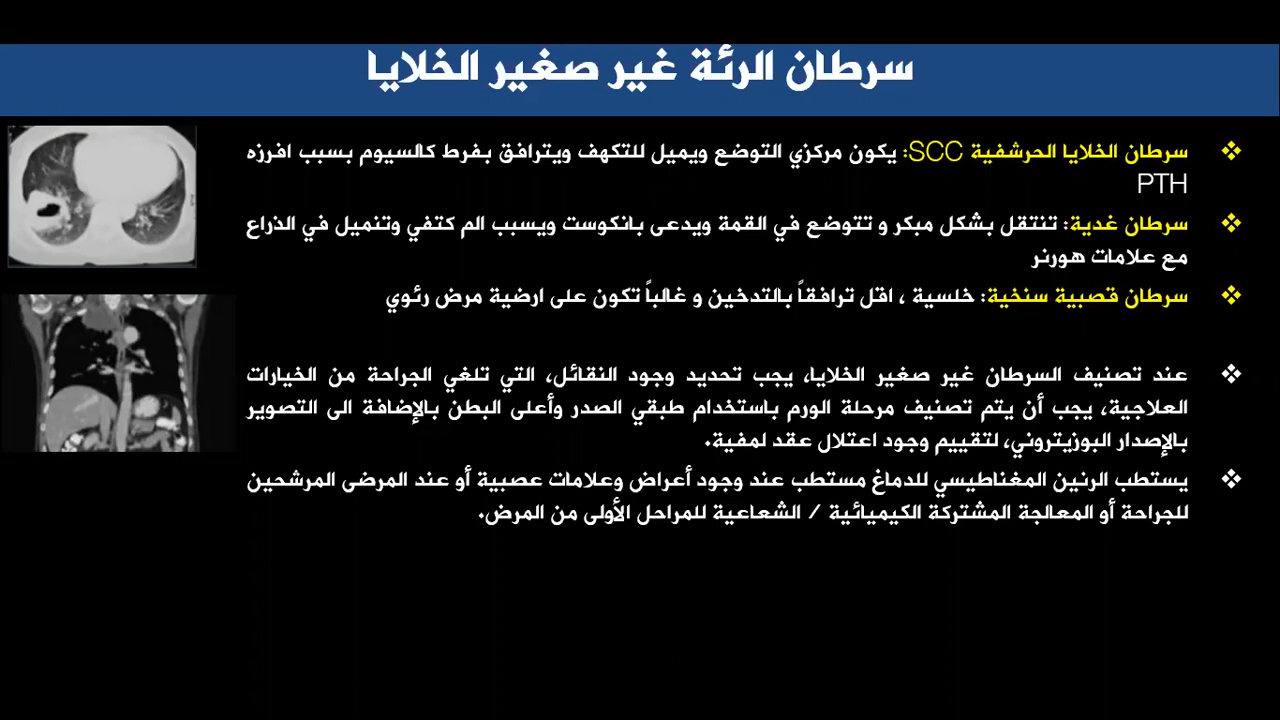 سرطان الرئة غير صغير الخلايا
❖ سرطان الخلايا الحرشفية SCC: يكون مركزي التوضع ويميل للتكهف ويترافق بفرط كالسيوم بسبب افرزه
PTH
❖ سرطان غدية: تنتقل بشكل مبكر و تتوضع في القمة ويدعى بانكوست ويسبب الم كتفي وتنميل في الذراع
مع علامات هورنر
❖ سرطان قصبية سنخية: خلسية ، اقل ترافقاً بالتدخين و غالباً تكون على ارضية مرض رئوي
❖ عند تصنيف السرطان غير صغير الخلايا، يجب تحديد وجود النقائل، التي تلغي الجراحة من الخيارات
العلاجية، يجب أن يتم تصنيف مرحلة الورم باستخدام طبقي الصدر وأعلى البطن بالإضافة الى التصوير
بالإصدار البوزيتروني، لتقييم وجود اعتلال عقد لمفية.
❖ يستطب الرنين المغناطيسي للدماغ مستطب عند وجود أعراض وعلامات عصبية أو عند المرضى المرشحين
للجراحة أو المعالجة المشتركة الكيميائية / الشعاعية للمراحل الأولى من المرض.